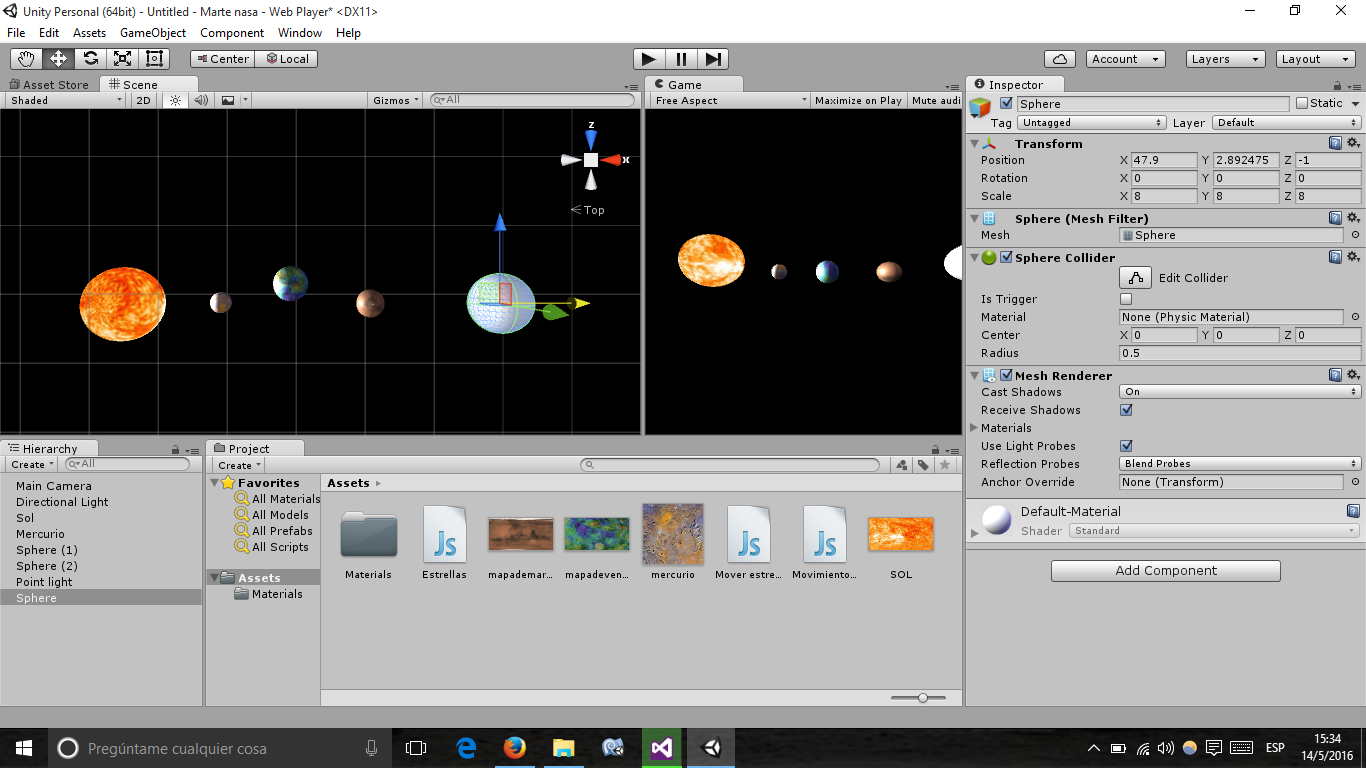 Unity Personal (64bit) - Untitled - Marte nasa - Web Player* <DX11>
File Edit Assets GameObject Component Window Help
Center Local Account Layers Layout
Asset Store Scene
Shaded 2D Gizmos All
z
x
Top
Game
Free Aspect Maximize on Play Mute audi
Inspector
Sphere Static
Tag Untagged Layer Default
Transform
Position X 47.9 Y 2.892475 Z -1
Rotation X 0 Y 0 Z 0
Scale X 8 Y 8 Z 8
Sphere (Mesh Filter)
Mesh Sphere
Sphere Collider
Edit Collider
Is Trigger
Material None (Physic Material)
Center X 0 Y 0 Z 0
Radius 0.5
Mesh Renderer
Cast Shadows On
Receive Shadows
Materials
Use Light Probes
Reflection Probes Blend Probes
Anchor Override None (Transform)
Default-Material
Shader Standard
Add Component
Hierarchy
Create All
Main Camera
Directional Light
Sol
Mercurio
Sphere (1)
Sphere (2)
Point light
Sphere
Project
Create
Favorites
All Materials
All Models
All Prefabs
All Scripts
Assets
Materials
Assets
Js Js Js
Materials Estrellas mapademar... mapadeven... mercurio Mover estre... Movimiento... SOL
Pregúntame cualquier cosa
ESP
15:34
14/5/2016